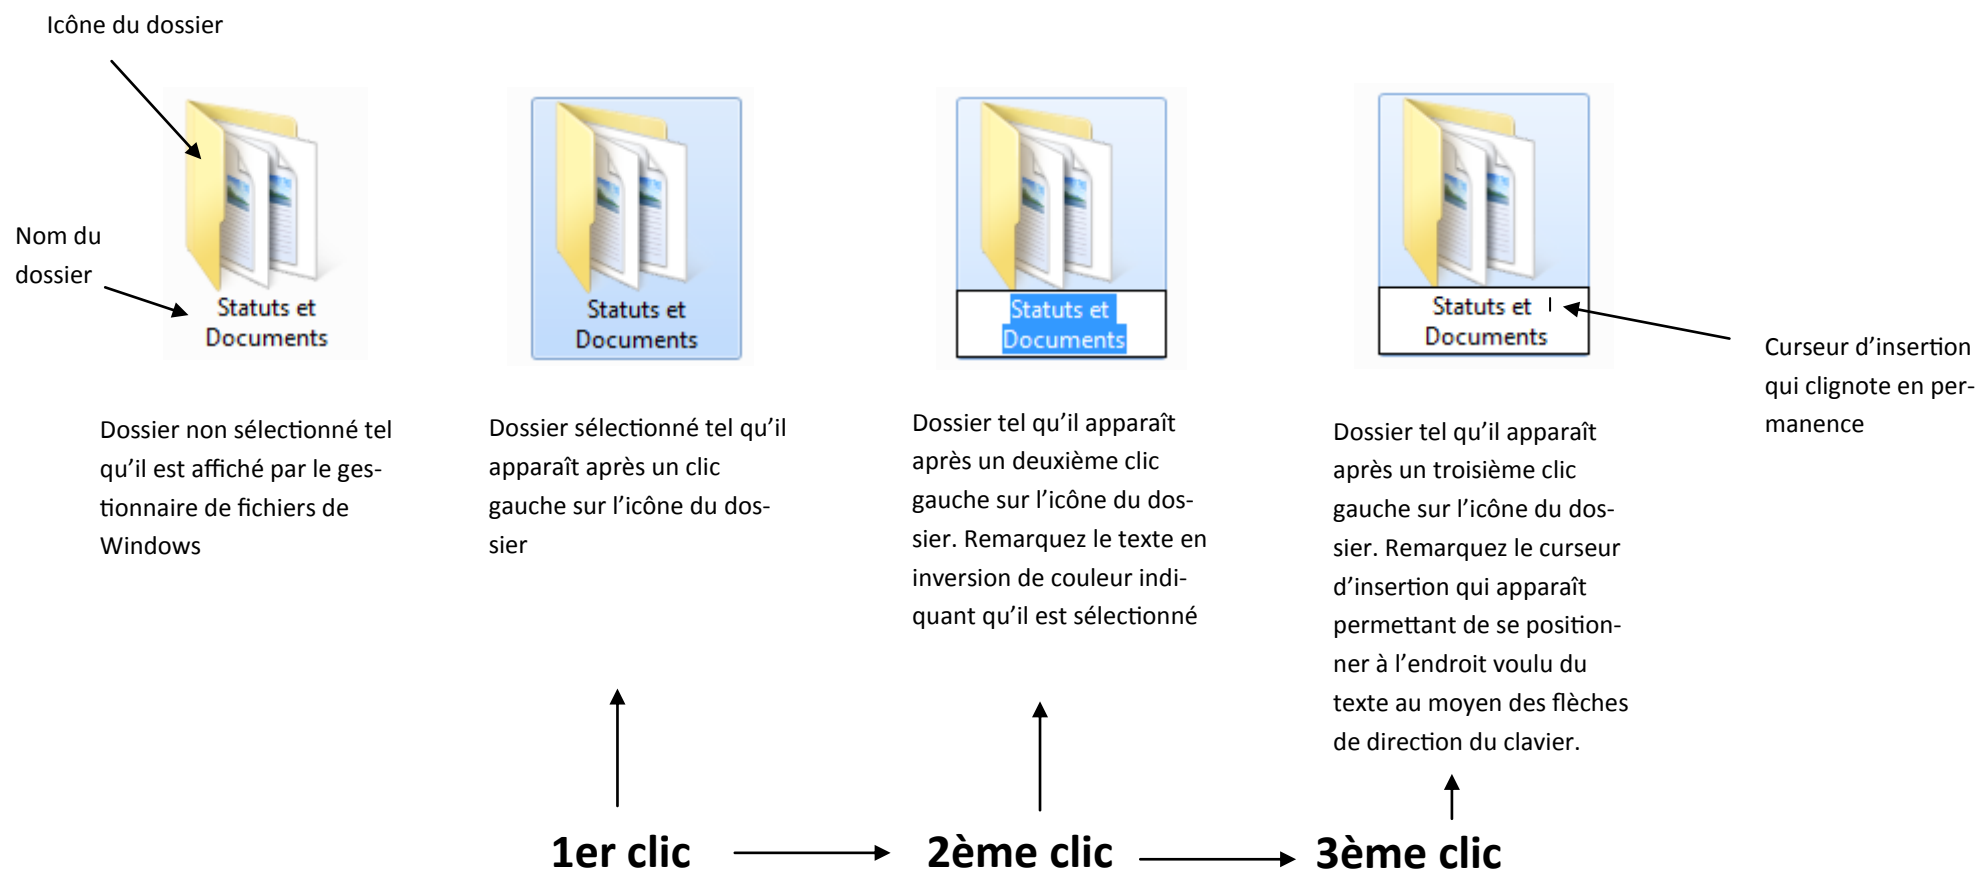 Icône du dossier
Nom du
dossier
Statuts et
Documents
Dossier non sélectionné tel
qu’il est affiché par le ges-
tionnaire de fichiers de
Windows
Statuts et
Documents
Dossier sélectionné tel qu’il
apparaît après un clic
gauche sur l’icône du dos-
sier
Statuts et
Documents
Dossier tel qu’il apparaît
après un deuxième clic
gauche sur l’icône du dos-
sier. Remarquez le texte en
inversion de couleur indi-
quant qu’il est sélectionné
Statuts et
Documents
Dossier tel qu’il apparaît
après un troisième clic
gauche sur l’icône du dos-
sier. Remarquez le curseur
d’insertion qui apparaît
permettant de se position-
ner à l’endroit voulu du
texte au moyen des flèches
de direction du clavier.
Curseur d’insertion
qui clignote en per-
manence
1er clic
2ème clic
3ème clic